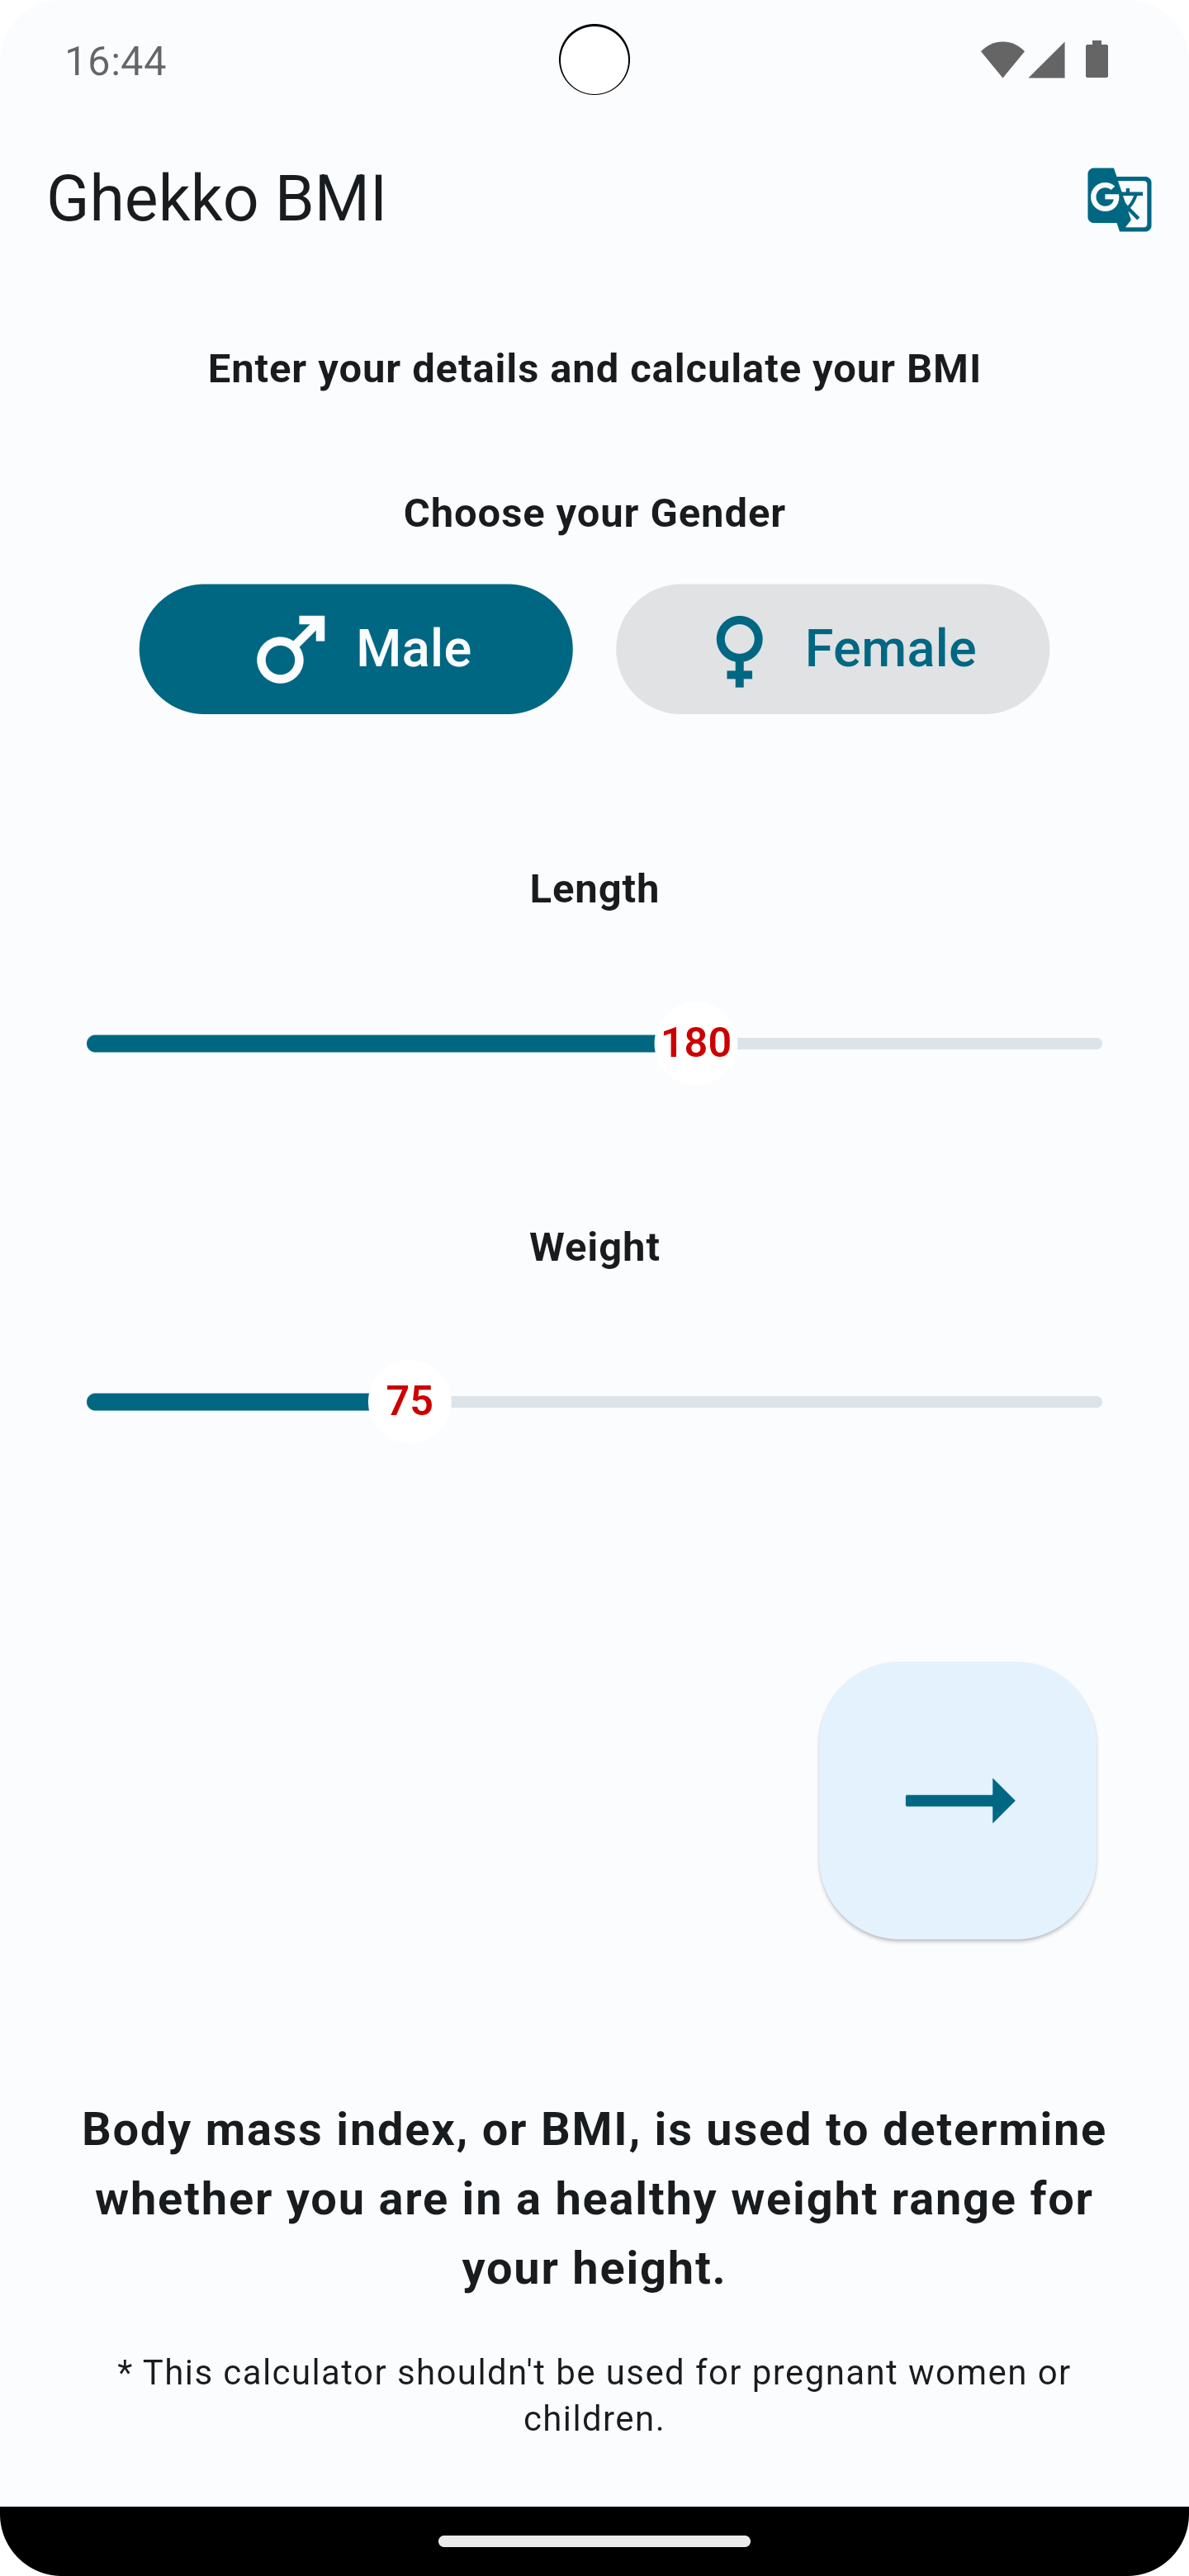 16:44
Ghekko BMI
Enter your details and calculate your BMI
Choose your Gender
Male
Female
Length
180
Weight
75
Body mass index, or BMI, is used to determine
whether you are in a healthy weight range for
your height.
* This calculator shouldn't be used for pregnant women or
children.